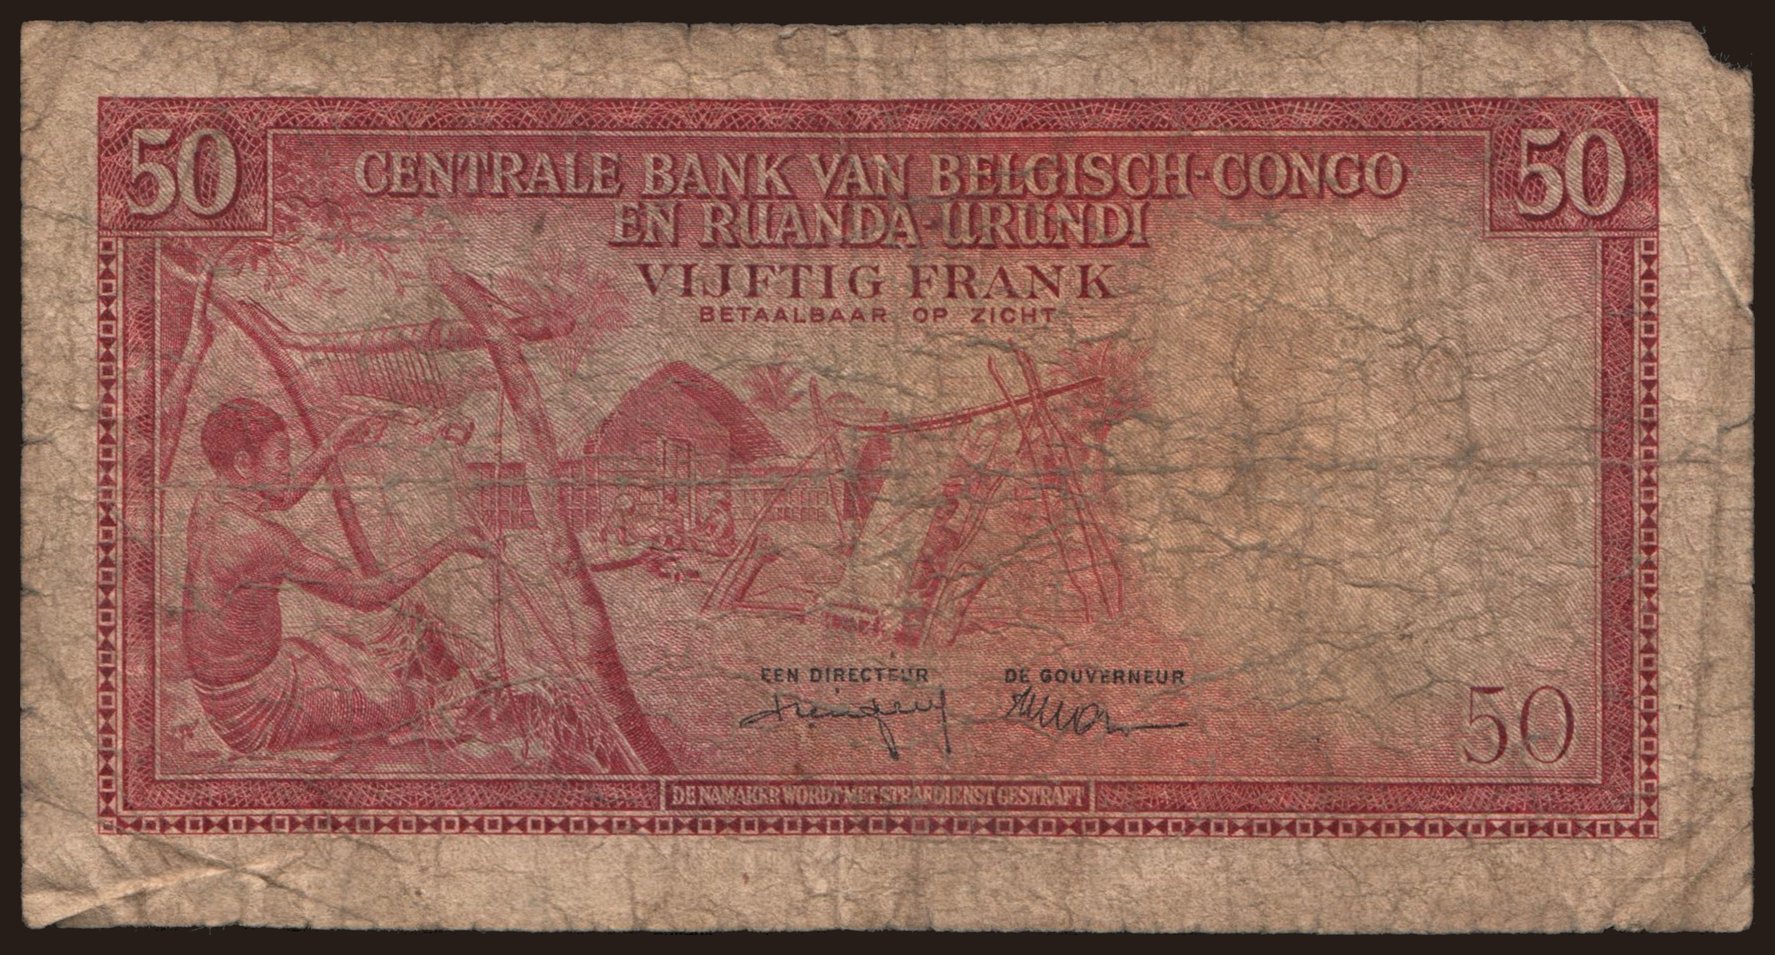 50 50
CENTRALE BANK VAN BELGISCH-CONGO
EN RUANDA-URUNDI
VIJFTIG FRANK
BETAALBAAR OP ZICHT
EEN DIRECTEUR DE GOUVERNEUR
50
DE NAMAKER WORDT MET STRAFDIENST GESTRAFT